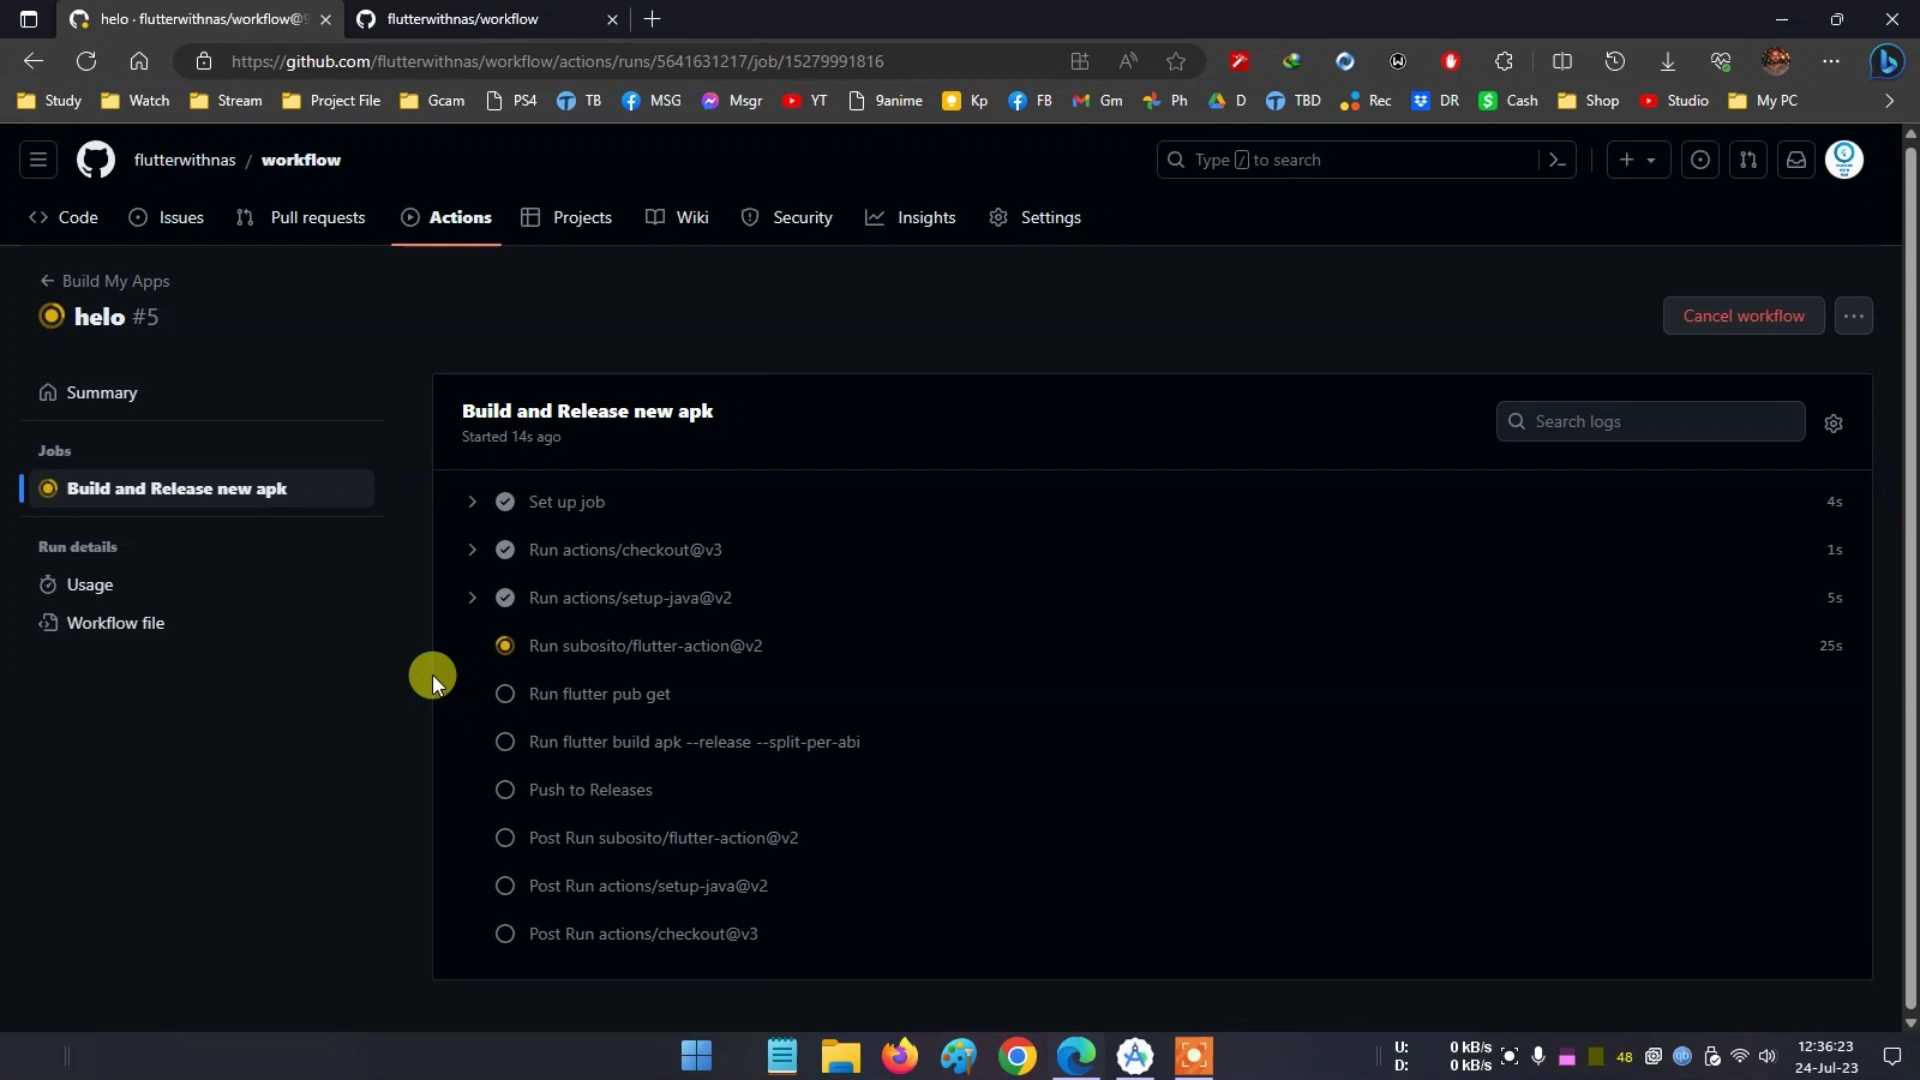 helo · flutterwithnas/workflow@9
flutterwithnas/workflow
https://github.com/flutterwithnas/workflow/actions/runs/5641631217/job/15279991816
Study Watch Stream Project File Gcam PS4 TB MSG Msgr YT 9anime Kp FB Gm Ph D TBD Rec DR Cash Shop Studio My PC
flutterwithnas / workflow
Type / to search
Code Issues Pull requests Actions Projects Wiki Security Insights Settings
Build My Apps
helo #5
Cancel workflow
Summary
Jobs
Build and Release new apk
Run details
Usage
Workflow file
Build and Release new apk
Started 14s ago
Search logs
Set up job 4s
Run actions/checkout@v3 1s
Run actions/setup-java@v2 5s
Run subosito/flutter-action@v2 25s
Run flutter pub get
Run flutter build apk --release --split-per-abi
Push to Releases
Post Run subosito/flutter-action@v2
Post Run actions/setup-java@v2
Post Run actions/checkout@v3
U: 0 kB/s
D: 0 kB/s
48
12:36:23
24-Jul-23